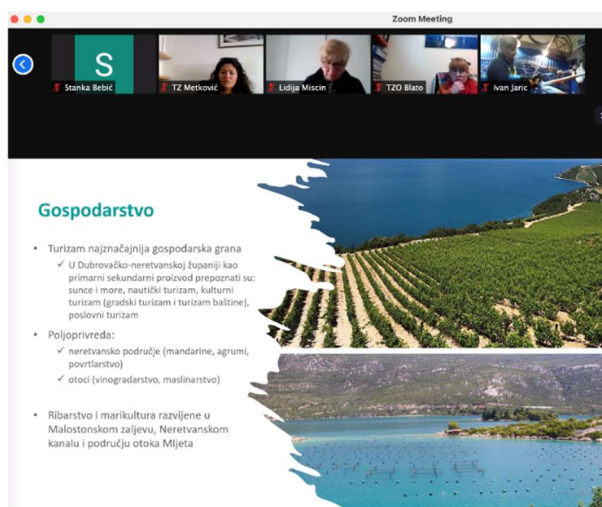 Zoom Meeting
S
Stanka Bebić
TZ Metković
Lidija Miscin
TZO Blato
Ivan Jaric
Gospodarstvo
• Turizam najznačajnija gospodarska grana
✓ U Dubrovačko-neretvanskoj županiji kao
primarni sekundarni proizvod prepoznati su:
sunce i more, nautički turizam, kulturni
turizam (gradski turizam i turizam baštine),
poslovni turizam
• Poljoprivreda:
✓ neretvansko područje (mandarine, agrumi,
povrtlarstvo)
✓ otoci (vinogradarstvo, maslinarstvo)
• Ribarstvo i marikultura razvijene u
Malostonskom zaljevu, Neretvanskom
kanalu i području otoka Mljeta